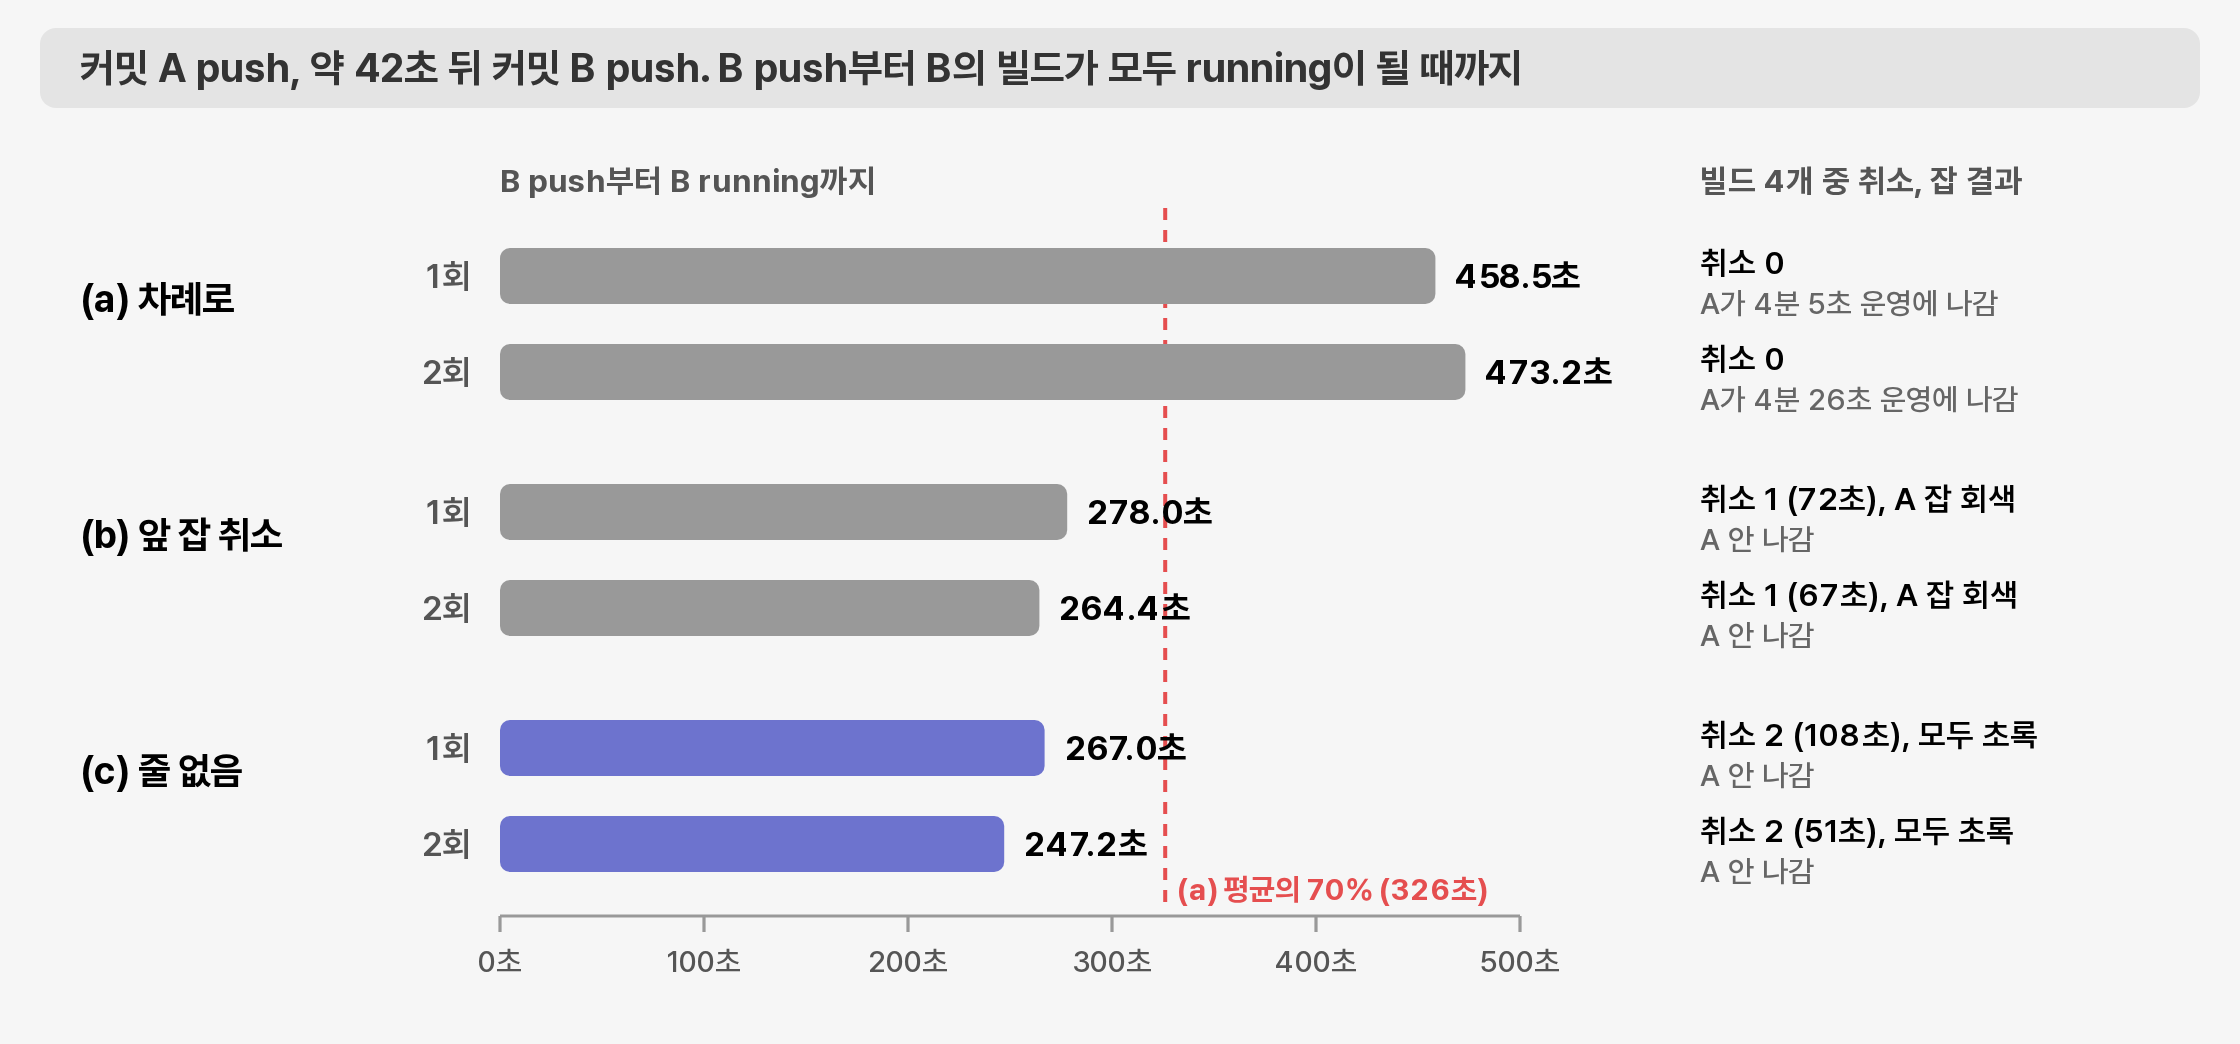 커밋 A push, 약 42초 뒤 커밋 B push. B push부터 B의 빌드가 모두 running이 될 때까지
B push부터 B running까지
빌드 4개 중 취소, 잡 결과
(a) 차례로
1회
458.5초
취소 0
A가 4분 5초 운영에 나감
2회
473.2초
취소 0
A가 4분 26초 운영에 나감
(b) 앞 잡 취소
1회
278.0초
취소 1 (72초), A 잡 회색
A 안 나감
2회
264.4초
취소 1 (67초), A 잡 회색
A 안 나감
(c) 줄 없음
1회
267.0초
취소 2 (108초), 모두 초록
A 안 나감
2회
247.2초
취소 2 (51초), 모두 초록
A 안 나감
(a) 평균의 70% (326초)
0초
100초
200초
300초
400초
500초